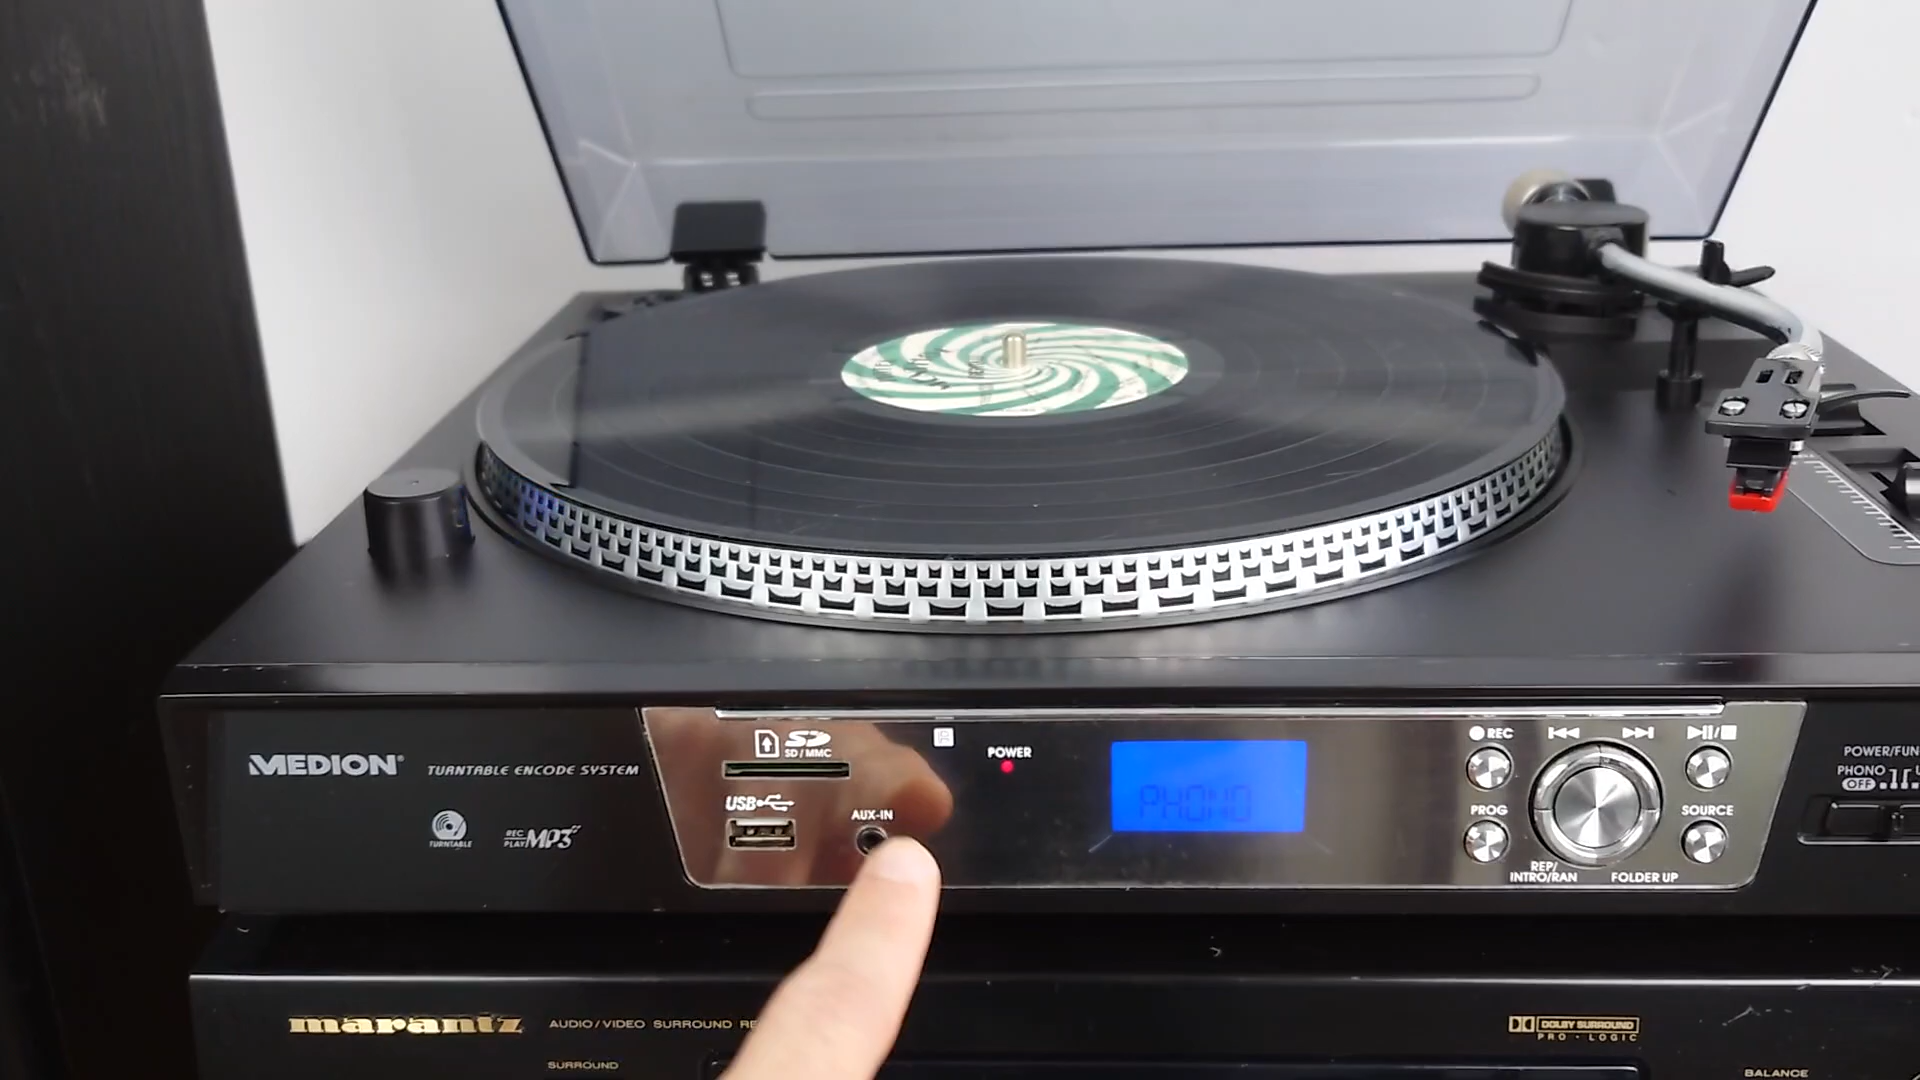 SD/MMC
POWER
REC
MEDION®
TURNTABLE ENCODE SYSTEM
POWER/FUN
PHONO
OFF
USB
AUX-IN
PHONO
PROG
SOURCE
TURNTABLE
REC
PLAY MP3
REP/
INTRO/RAN
FOLDER UP
marantz
AUDIO/VIDEO SURROUND RE
DOLBY SURROUND
PRO·LOGIC
SURROUND
BALANCE